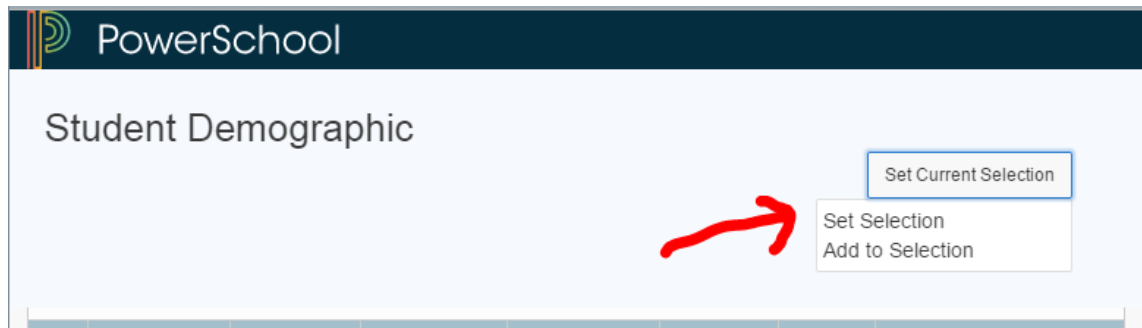 PowerSchool
Student Demographic
Set Current Selection
Set Selection
Add to Selection